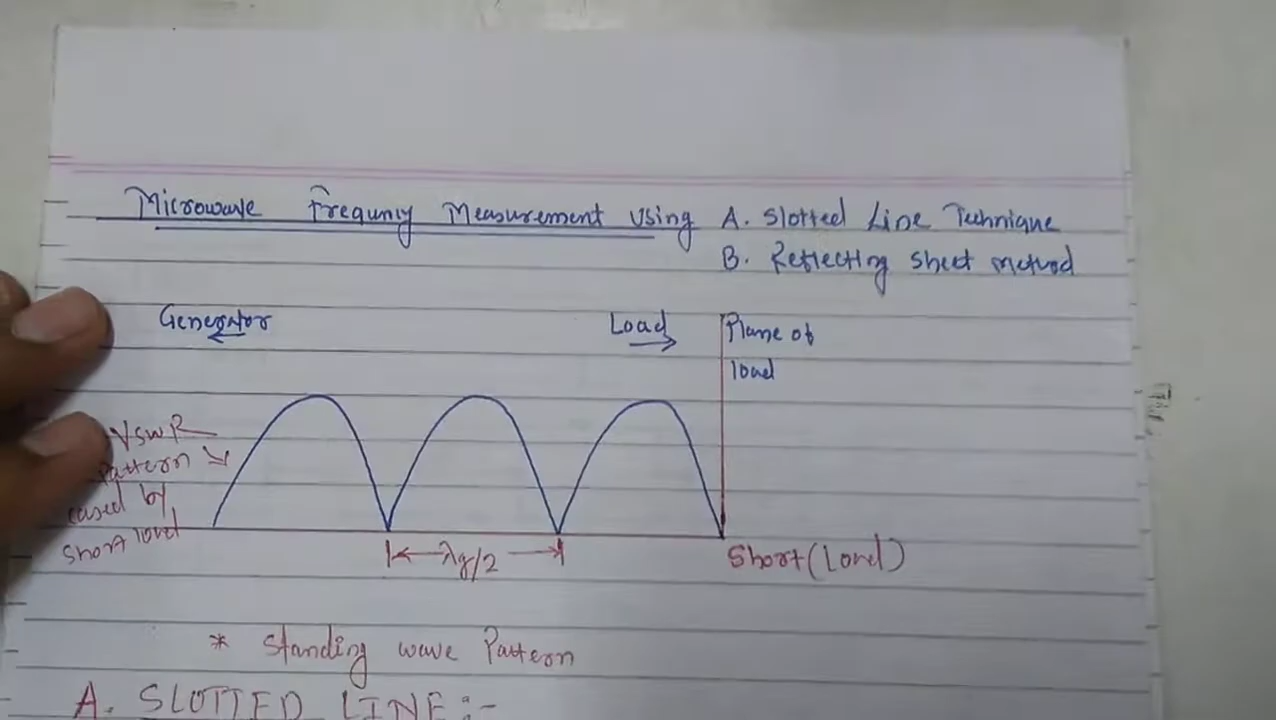 Microwave Frequncy Measurement Using A. Slotted Line Technique
B. Reflecting Sheet method
Generator
Load
Plane of
load
VSWR
Pattern
caused by
Short load
λg/2
Short (Load)
* Standing wave Pattern
A. SLOTTED LINE :-